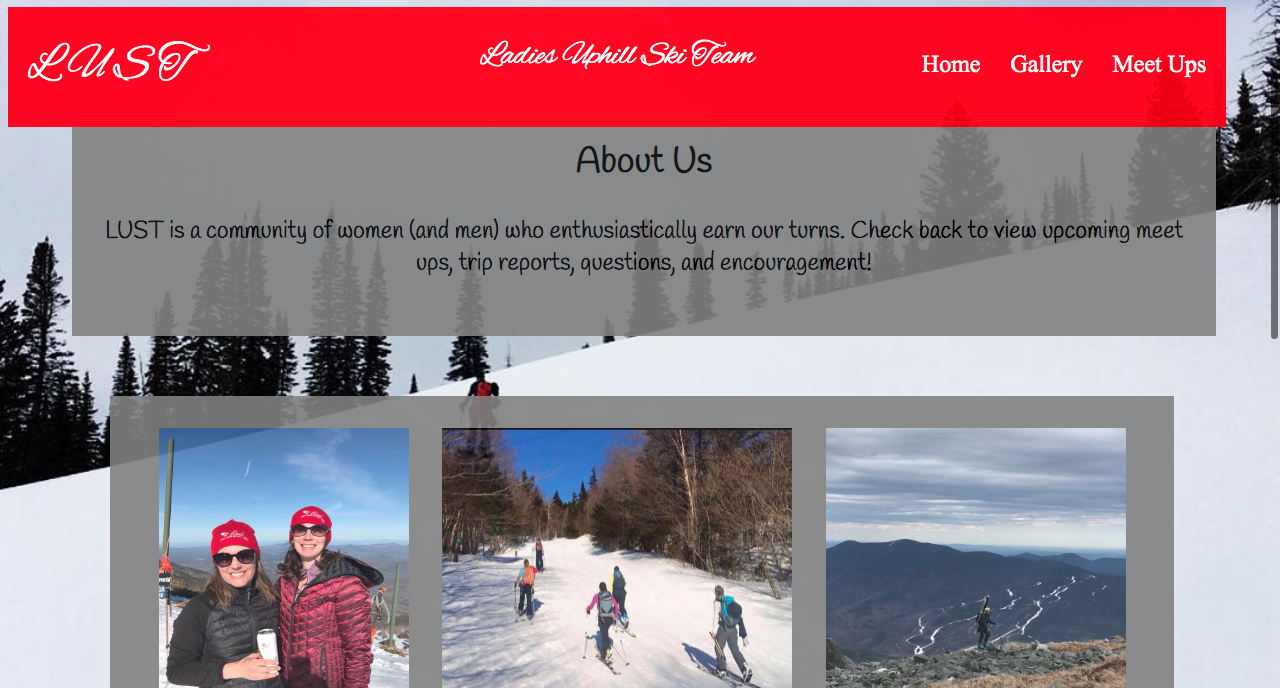 LUST
Ladies Uphill Ski Team
Home Gallery Meet Ups
About Us
LUST is a community of women (and men) who enthusiastically earn our turns. Check back to view upcoming meet
ups, trip reports, questions, and encouragement!